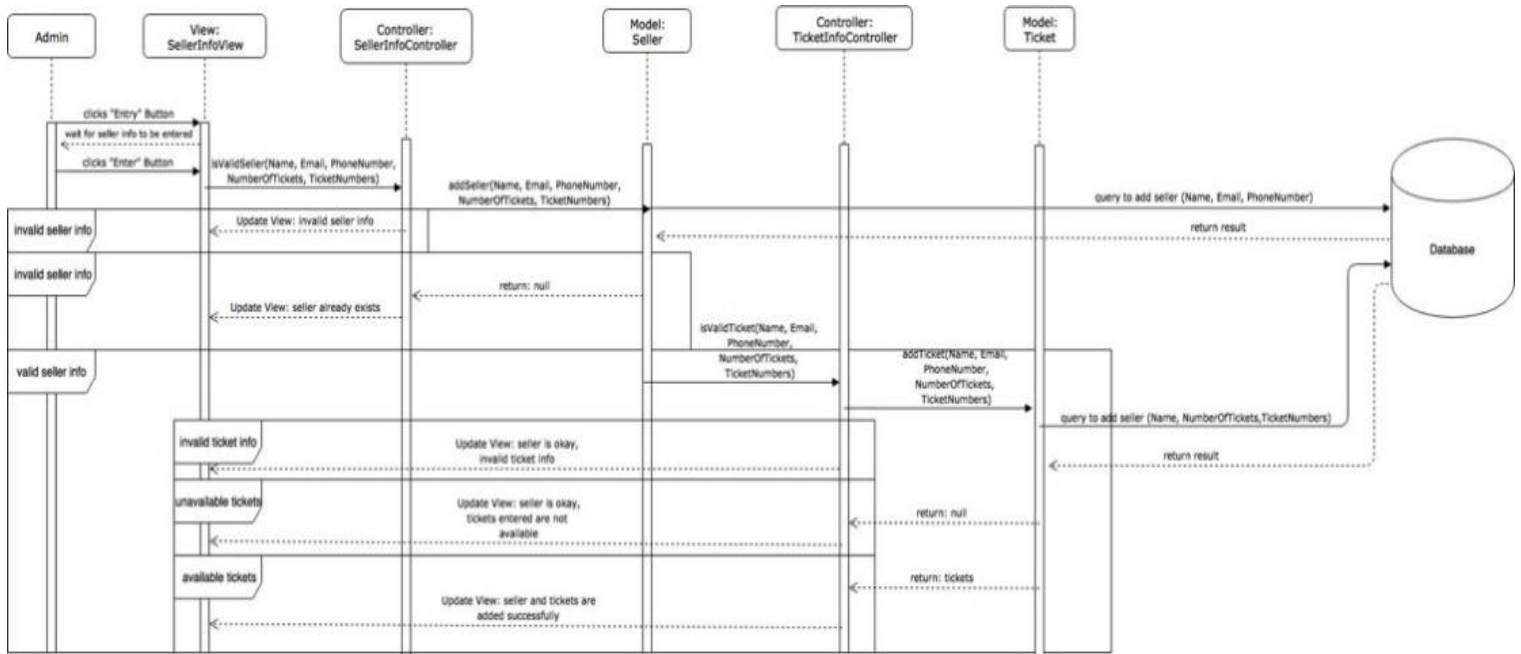 Admin
View:
SellerInfoView
Controller:
SellerInfoController
Model:
Seller
Controller:
TicketInfoController
Model:
Ticket
clicks "Entry" Button
wait for seller info to be entered
clicks "Enter" Button
isValidSeller(Name, Email, PhoneNumber,
NumberOfTickets, TicketNumbers)
addSeller(Name, Email, PhoneNumber,
NumberOfTickets, TicketNumbers)
query to add seller (Name, Email, PhoneNumber)
invalid seller info
Update View: invalid seller info
return result
Database
invalid seller info
return: null
Update View: seller already exists
isValidTicket(Name, Email,
PhoneNumber,
NumberOfTickets,
TicketNumbers)
valid seller info
addTicket(Name, Email,
PhoneNumber,
NumberOfTickets,
TicketNumbers)
query to add seller (Name, NumberOfTickets,TicketNumbers)
invalid ticket info
Update View: seller is okay,
invalid ticket info
return result
unavailable tickets
Update View: seller is okay,
tickets entered are not
available
return: null
available tickets
return: tickets
Update View: seller and tickets are
added successfully